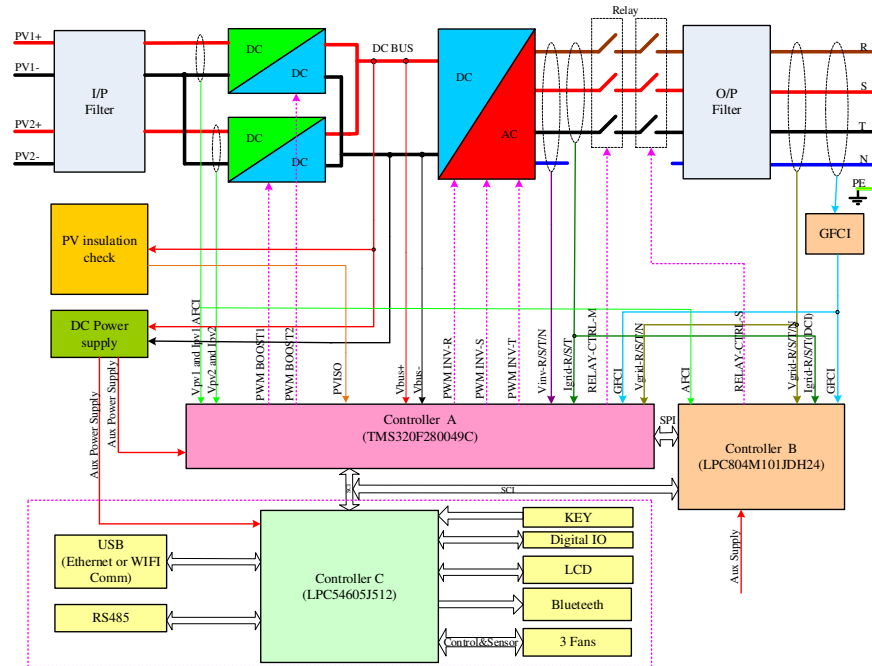 PV1+
PV1-
PV2+
PV2-
I/P
Filter
DC
DC
DC
DC
DC BUS
DC
AC
Relay
O/P
Filter
R
S
T
N
PE
GFCI
PV insulation
check
DC Power
supply
Aux Power Supply
Aux Power Supply
Vpv1 and Ipv1 AFCI
Vpv2 and Ipv2
PWM BOOST1
PWM BOOST2
PVISO
Vbus+
Vbus-
PWM INV-R
PWM INV-S
PWM INV-T
Vinv-R/S/T/N
Igrid-R/S/T
RELAY-CTRL-M
GFCI
Vgrid-R/S/T/N
AFCI
RELAY-CTRL-S
Vgrid-R/S/T/N
Igrid-R/S/T(DCI)
GFCI
Controller A
(TMS320F280049C)
SPI
Controller B
(LPC804M101JDH24)
SCI
SCI
Aux Supply
USB
(Ethernet or WIFI
Comm)
RS485
Controller C
(LPC54605J512)
KEY
Digital IO
LCD
Blueteeth
Control&Sensor
3 Fans